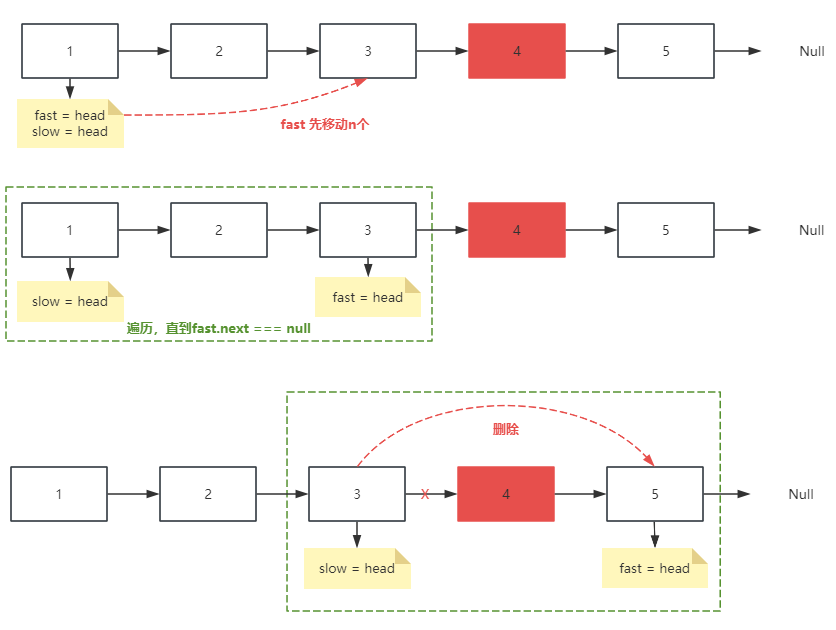 1
2
3
4
5
Null
fast = head
slow = head
fast 先移动n个
1
2
3
4
5
Null
slow = head
fast = head
遍历，直到fast.next === null
删除
1
2
3
X
4
5
Null
slow = head
fast = head